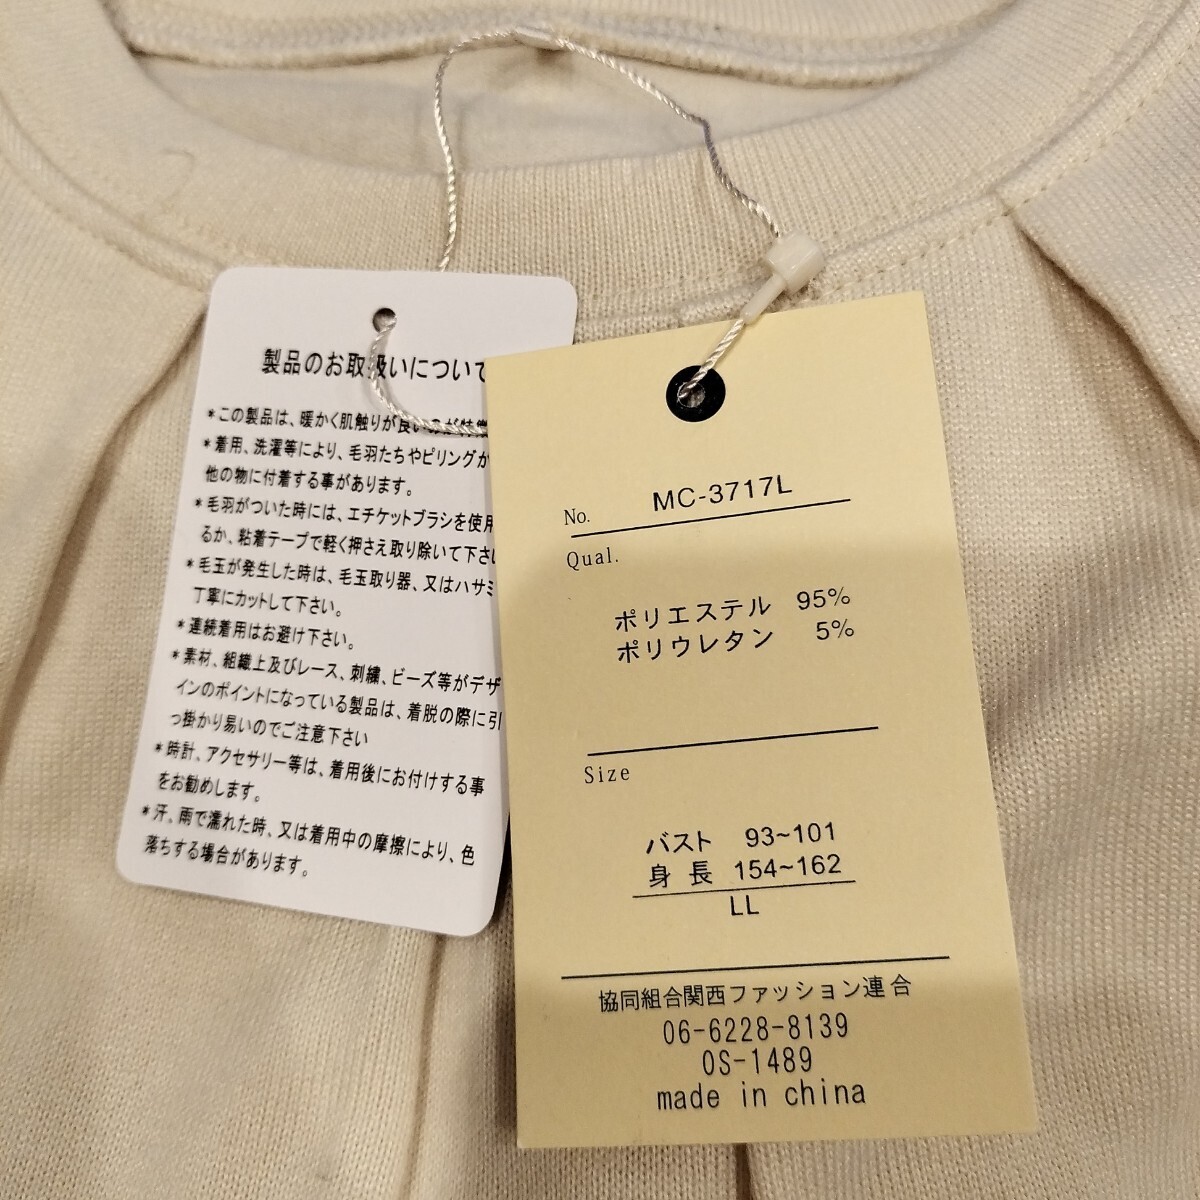 製品のお取扱いについて
*この製品は、暖かく肌触りが良いのが特徴
*着用、洗濯等により、毛羽たちやピリングが
他の物に付着する事があります。
*毛羽がついた時には、エチケットブラシを使用
るか、粘着テープで軽く押さえ取り除いて下さい
*毛玉が発生した時は、毛玉取り器、又はハサミ
丁寧にカットして下さい。
*連続着用はお避け下さい。
*素材、組織上及びレース、刺繍、ビーズ等がデザ
インのポイントになっている製品は、着脱の際に引
っ掛かり易いのでご注意下さい
*時計、アクセサリー等は、着用後にお付けする事
をお勧めします。
*汗、雨で濡れた時、又は着用中の摩擦により、色
落ちする場合があります。
No. MC-3717L
Qual.
ポリエステル 95%
ポリウレタン 5%
Size
バスト 93~101
身長 154~162
LL
協同組合関西ファッション連合
06-6228-8139
OS-1489
made in china